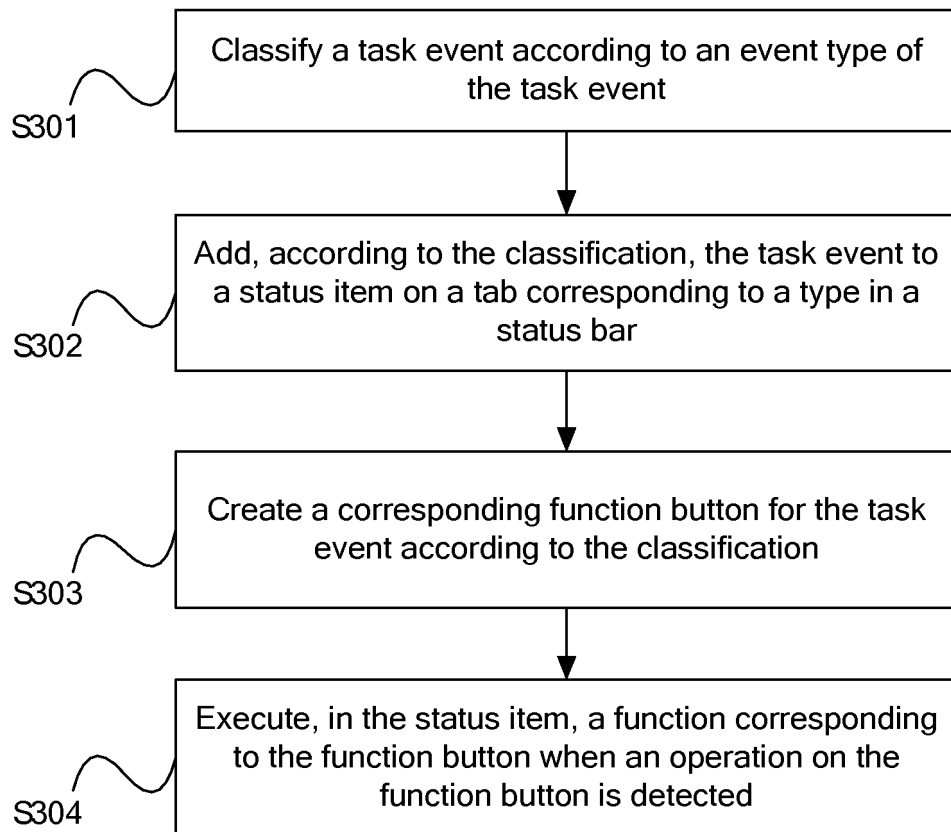 Classify a task event according to an event type of
the task event
S301
Add, according to the classification, the task event to
a status item on a tab corresponding to a type in a
status bar
S302
Create a corresponding function button for the task
event according to the classification
S303
Execute, in the status item, a function corresponding
to the function button when an operation on the
function button is detected
S304